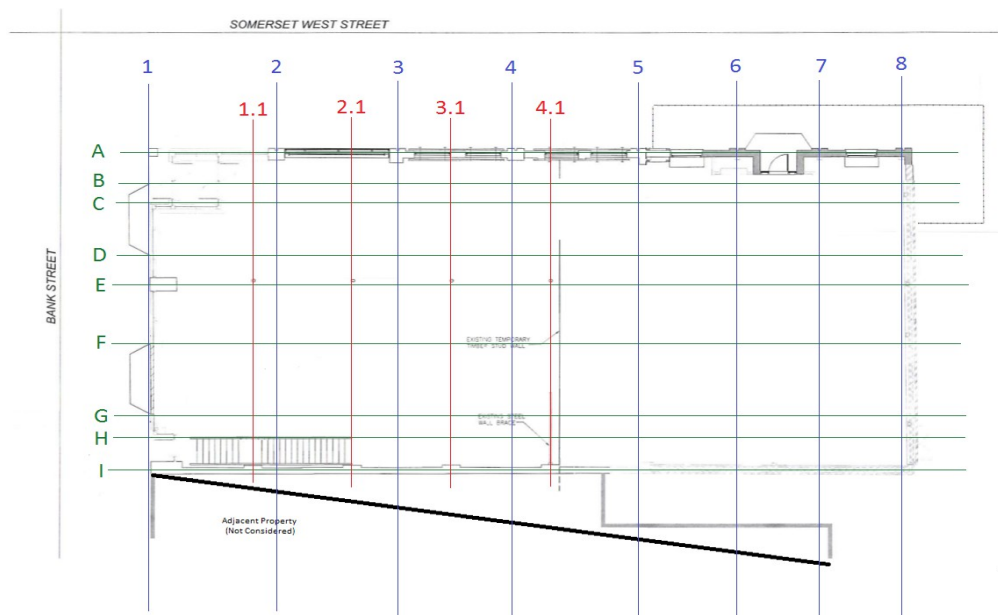 SOMERSET WEST STREET
1 2 3 4 5 6 7 8
1.1 2.1 3.1 4.1
A
B
C
D
E
BANK STREET
EXISTING TEMPORARY
TIMBER STUD WALL
F
EXISTING STEEL
WALL BRACE
G
H
I
Adjacent Property
(Not Considered)